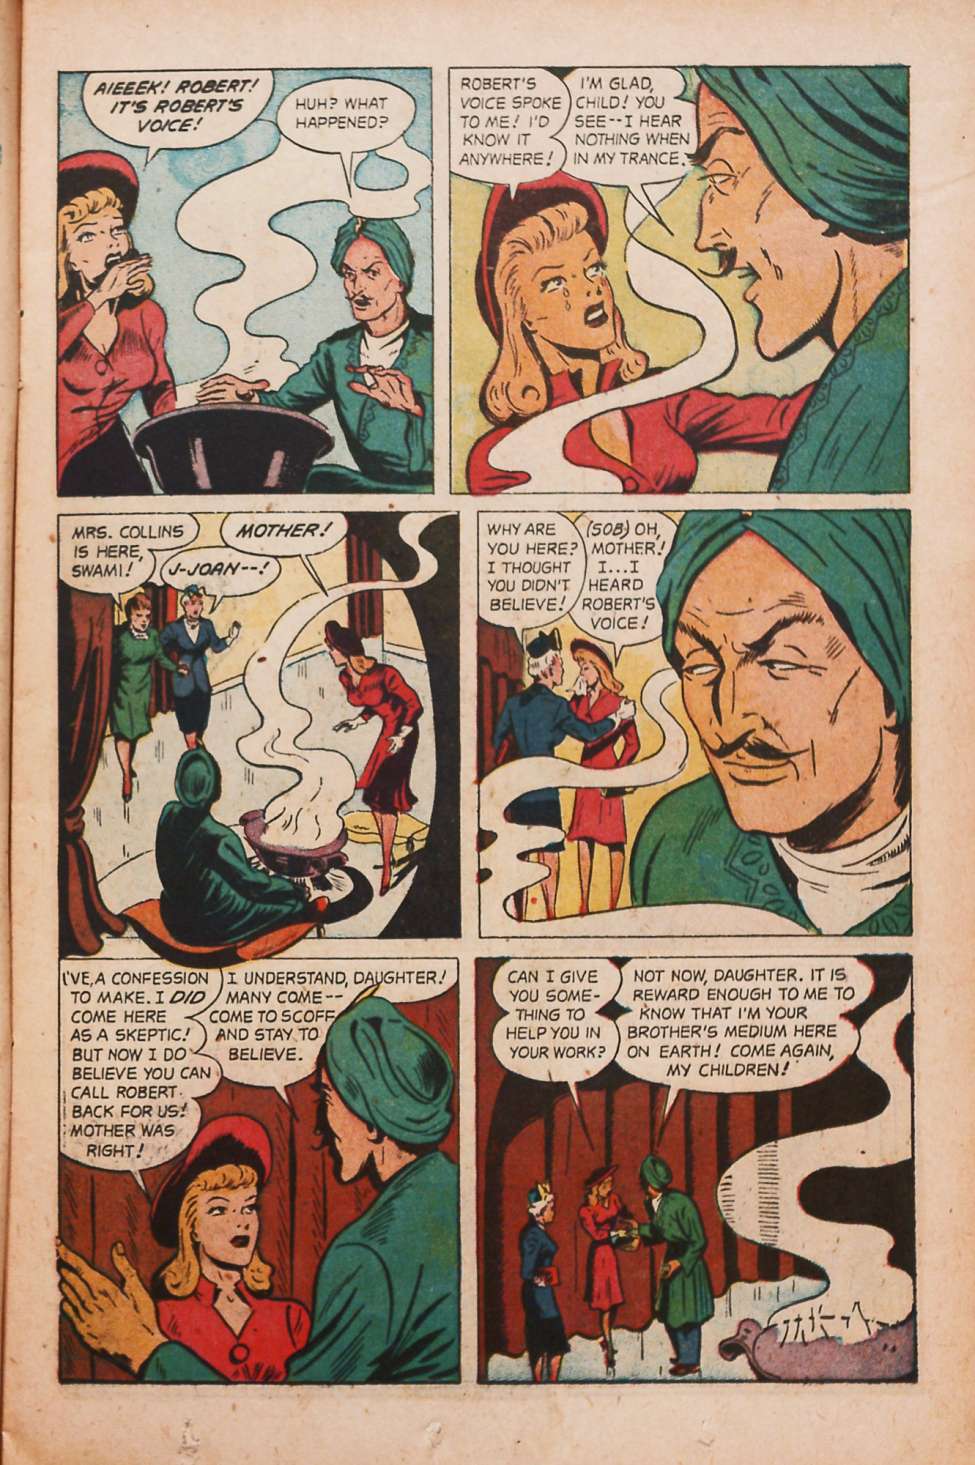 AIEEEK! ROBERT!
IT'S ROBERT'S
VOICE!
HUH? WHAT
HAPPENED?
ROBERT'S
VOICE SPOKE
TO ME! I'D
KNOW IT
ANYWHERE!
I'M GLAD,
CHILD! YOU
SEE--I HEAR
NOTHING WHEN
IN MY TRANCE.
MRS. COLLINS
IS HERE,
SWAMI!
J-JOAN--!
MOTHER!
WHY ARE
YOU HERE?
I THOUGHT
YOU DIDN'T
BELIEVE!
(SOB) OH,
MOTHER!
I...I
HEARD
ROBERT'S
VOICE!
I'VE A CONFESSION
TO MAKE. I DID
COME HERE
AS A SKEPTIC!
BUT NOW I DO
BELIEVE YOU CAN
CALL ROBERT
BACK FOR US!
MOTHER WAS
RIGHT!
I UNDERSTAND, DAUGHTER!
MANY COME--
COME TO SCOFF
AND STAY TO
BELIEVE.
CAN I GIVE
YOU SOME-
THING TO
HELP YOU IN
YOUR WORK?
NOT NOW, DAUGHTER. IT IS
REWARD ENOUGH TO ME TO
KNOW THAT I'M YOUR
BROTHER'S MEDIUM HERE
ON EARTH! COME AGAIN,
MY CHILDREN!